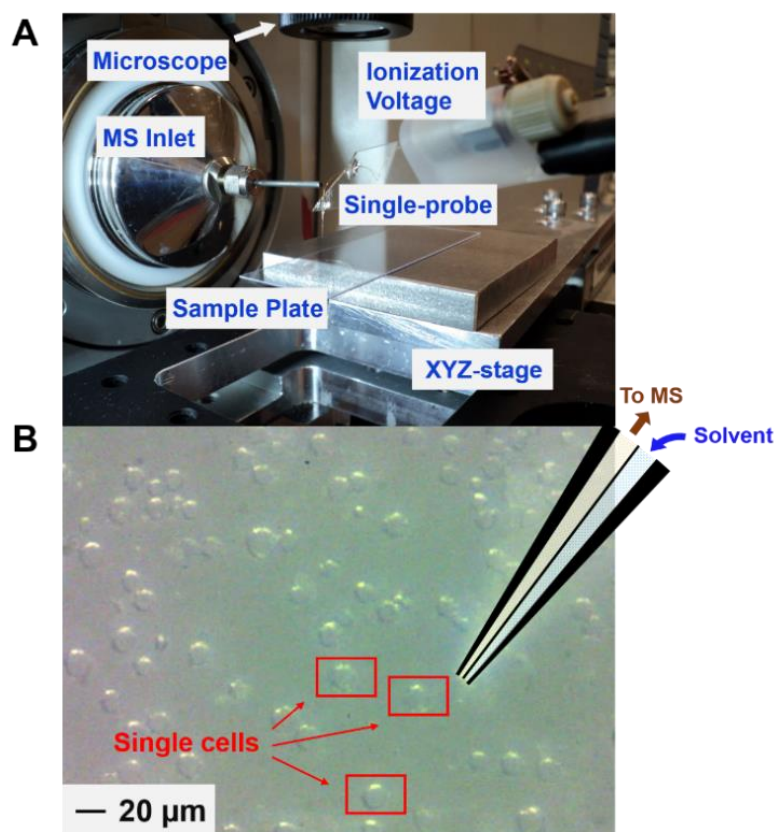 A
Microscope
Ionization
Voltage
MS Inlet
Single-probe
Sample Plate
XYZ-stage
To MS
Solvent
B
Single cells
20 µm